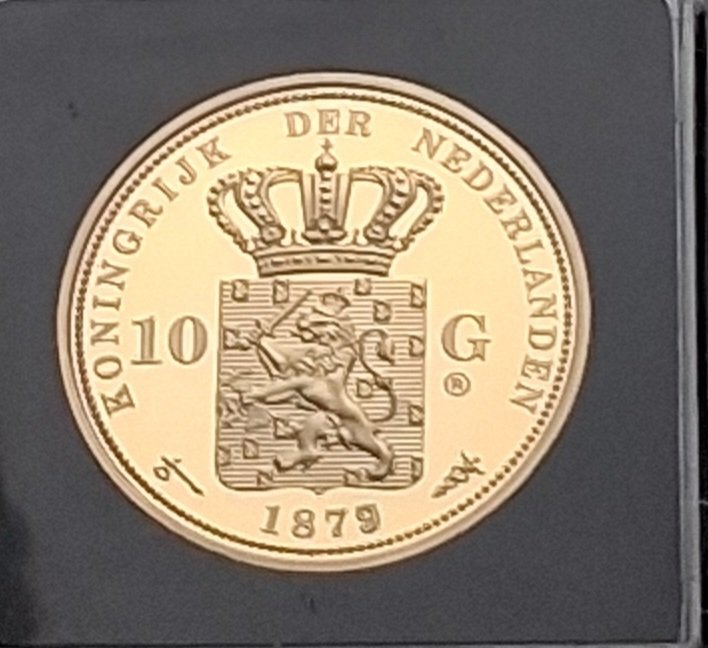 KONINGRIJK DER NEDERLANDEN
10 G
®
1879